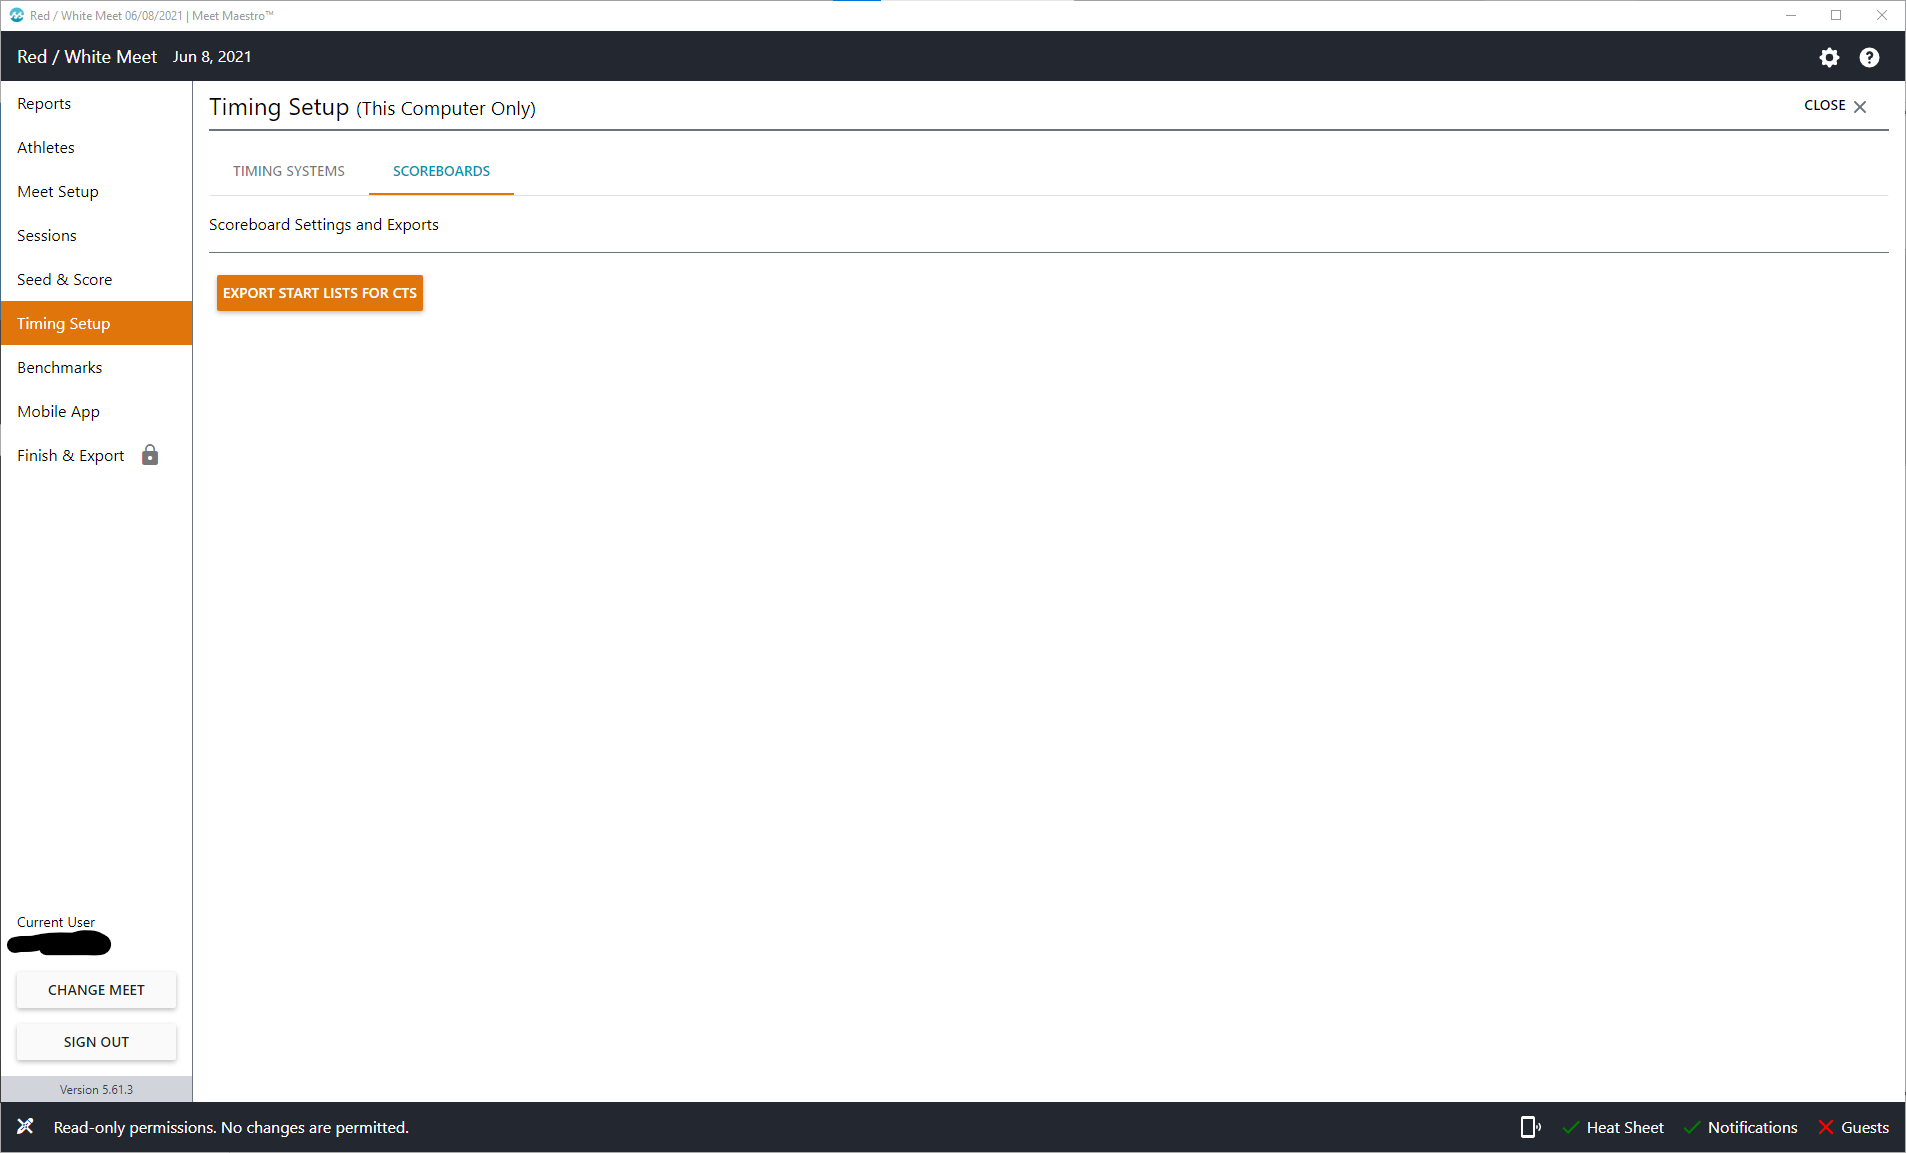 Red / White Meet 06/08/2021 | Meet Maestro™
Red / White Meet Jun 8, 2021
Reports
Athletes
Meet Setup
Sessions
Seed & Score
Timing Setup
Benchmarks
Mobile App
Finish & Export
Timing Setup (This Computer Only)
CLOSE
TIMING SYSTEMS SCOREBOARDS
Scoreboard Settings and Exports
EXPORT START LISTS FOR CTS
Current User
CHANGE MEET
SIGN OUT
Version 5.61.3
Read-only permissions. No changes are permitted.
Heat Sheet Notifications Guests